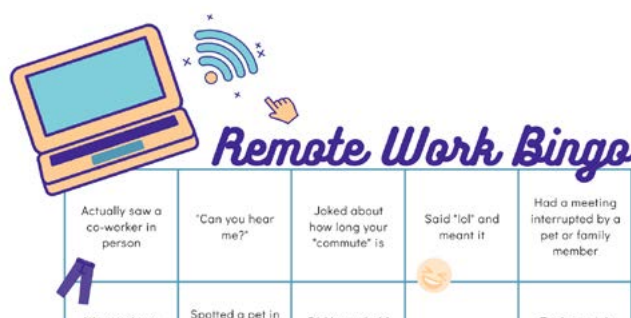 Remote Work Bingo
Actually saw a
co-worker in
person
"Can you hear
me?"
Joked about
how long your
"commute" is
Said "lol" and
meant it
Had a meeting
interrupted by a
pet or family
member
Spotted a pet in